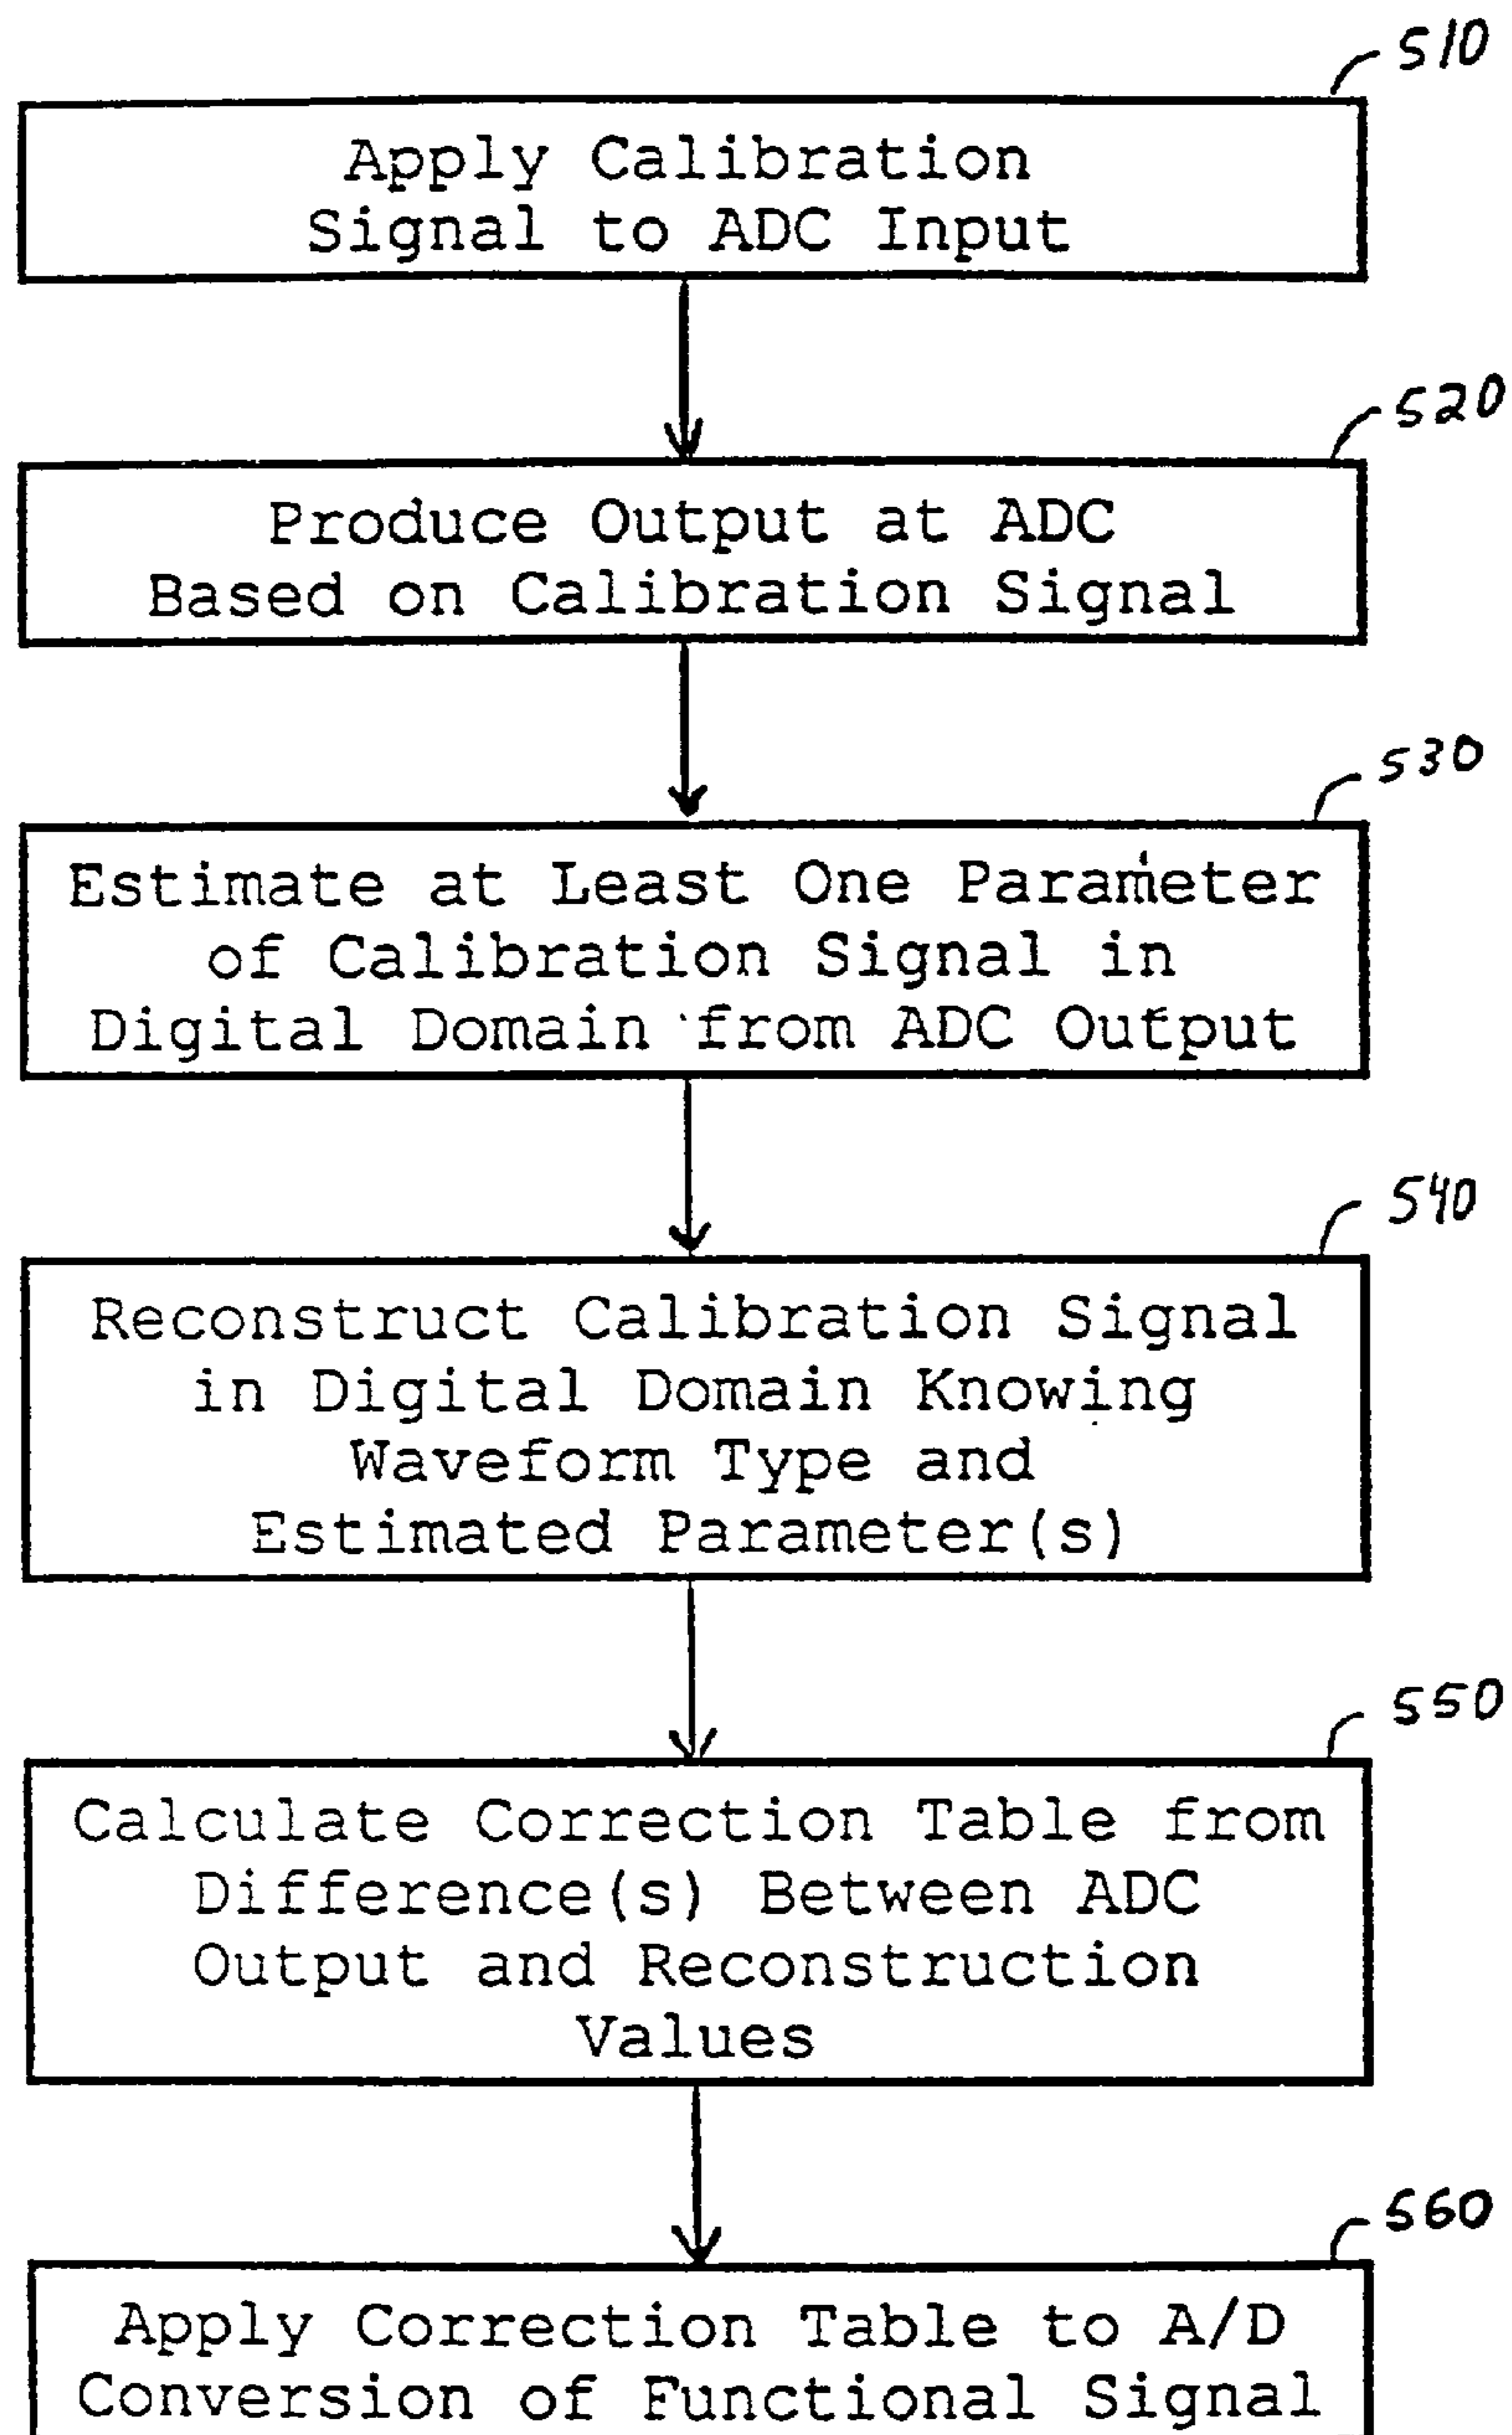 510
Apply Calibration
Signal to ADC Input
520
Produce Output at ADC
Based on Calibration Signal
530
Estimate at Least One Parameter
of Calibration Signal in
Digital Domain from ADC Output
540
Reconstruct Calibration Signal
in Digital Domain Knowing
Waveform Type and
Estimated Parameter(s)
550
Calculate Correction Table from
Difference(s) Between ADC
Output and Reconstruction
Values
560
Apply Correction Table to A/D
Conversion of Functional Signal